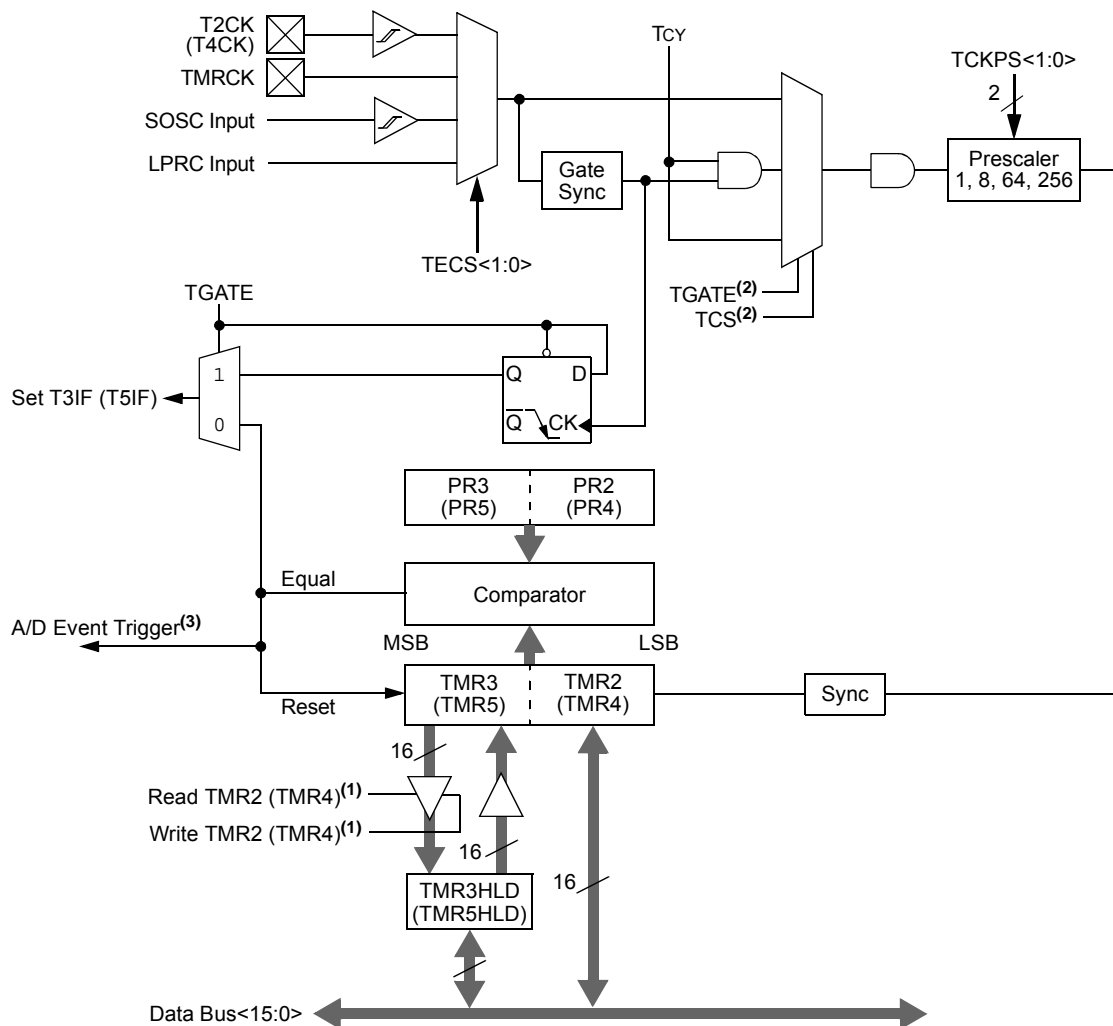 T2CK
(T4CK)
TMRCK
SOSC Input
LPRC Input
TECS<1:0>
Gate
Sync
TCY
TGATE(2)
TCS(2)
TCKPS<1:0>
2
Prescaler
1, 8, 64, 256
TGATE
1
0
Set T3IF (T5IF)
Q
D
Q
CK
PR3
(PR5)
PR2
(PR4)
Equal
Comparator
A/D Event Trigger(3)
MSB
LSB
Reset
TMR3
(TMR5)
TMR2
(TMR4)
Sync
16
Read TMR2 (TMR4)(1)
Write TMR2 (TMR4)(1)
16
16
TMR3HLD
(TMR5HLD)
Data Bus<15:0>